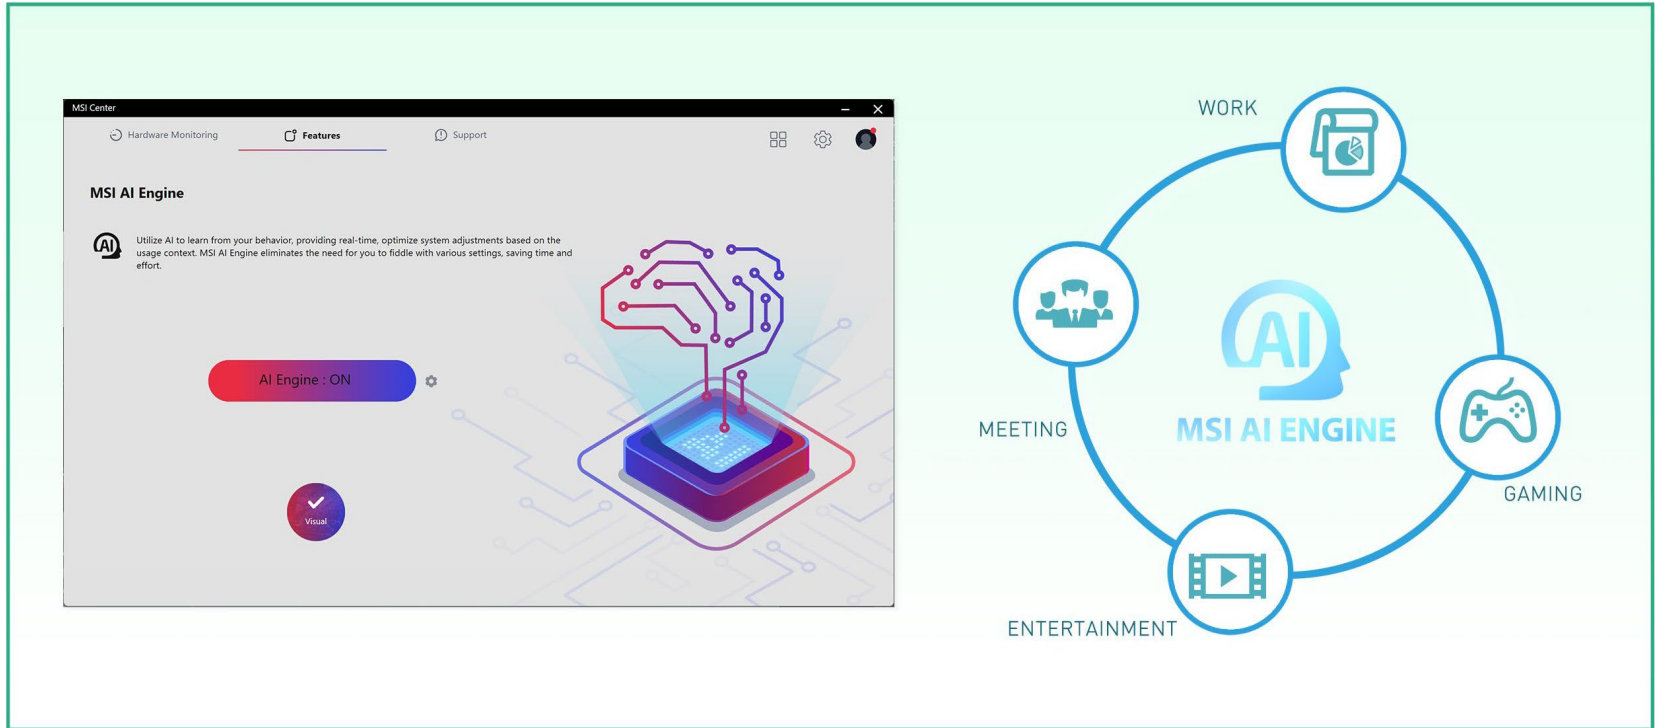 MSI Center
Hardware Monitoring
Features
Support
MSI AI Engine
AI
Utilize AI to learn from your behavior, providing real-time, optimize system adjustments based on the
usage context. MSI AI Engine eliminates the need for you to fiddle with various settings, saving time and
effort.
AI Engine : ON
Visual
WORK
MEETING
AI
MSI AI ENGINE
GAMING
ENTERTAINMENT